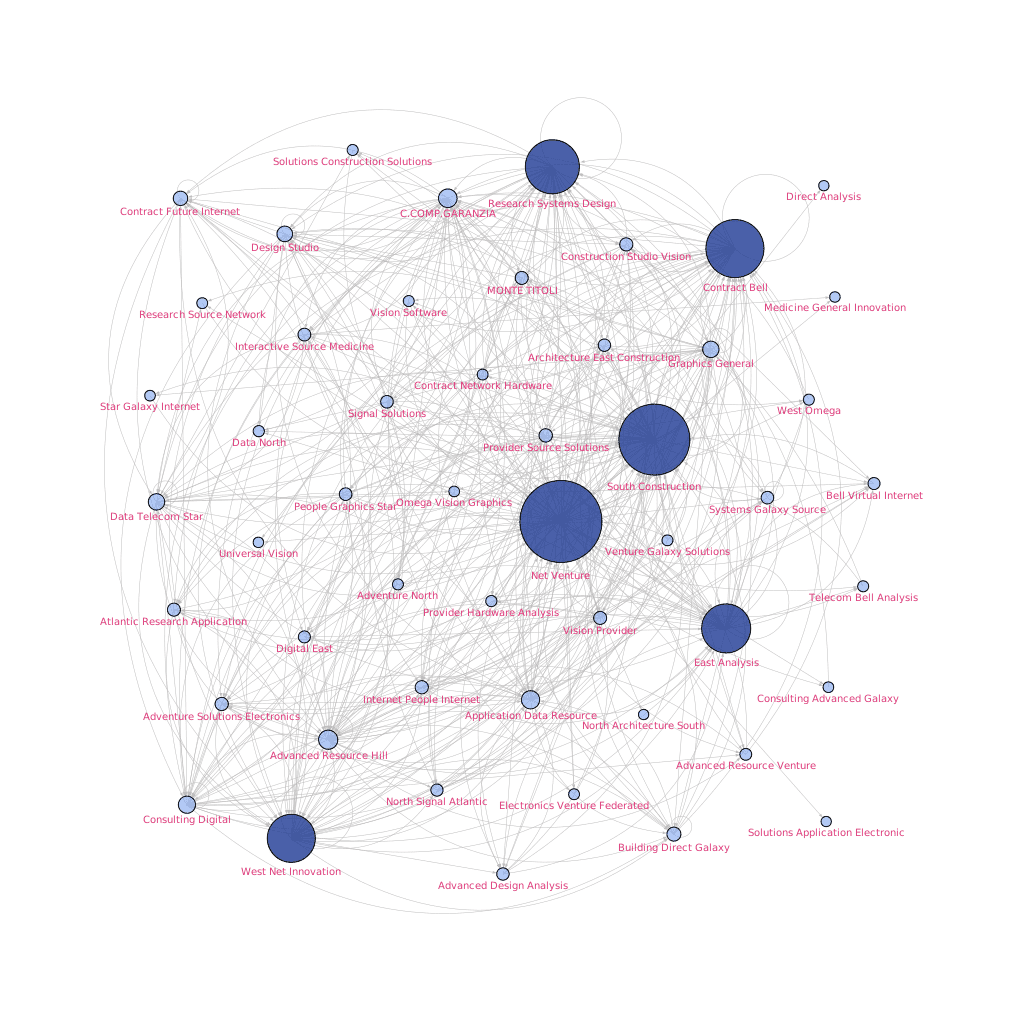 Solutions Construction Solutions
Direct Analysis
Research Systems Design
Contract Future Internet
C.COMP.GARANZIA
Design Studio
Construction Studio Vision
Contract Bell
MONTE TITOLI
Medicine General Innovation
Research Source Network
Vision Software
Interactive Source Medicine
Architecture East Construction
Graphics General
Contract Network Hardware
Star Galaxy Internet
Signal Solutions
West Omega
Data North
Provider Source Solutions
South Construction
Bell Virtual Internet
People Graphics Star
Omega Vision Graphics
Systems Galaxy Source
Data Telecom Star
Universal Vision
Venture Galaxy Solutions
Net Venture
Adventure North
Telecom Bell Analysis
Provider Hardware Analysis
Atlantic Research Application
Vision Provider
Digital East
East Analysis
Internet People Internet
Consulting Advanced Galaxy
Adventure Solutions Electronics
Application Data Resource
North Architecture South
Advanced Resource Hill
Advanced Resource Venture
North Signal Atlantic
Electronics Venture Federated
Consulting Digital
Solutions Application Electronic
Building Direct Galaxy
West Net Innovation
Advanced Design Analysis